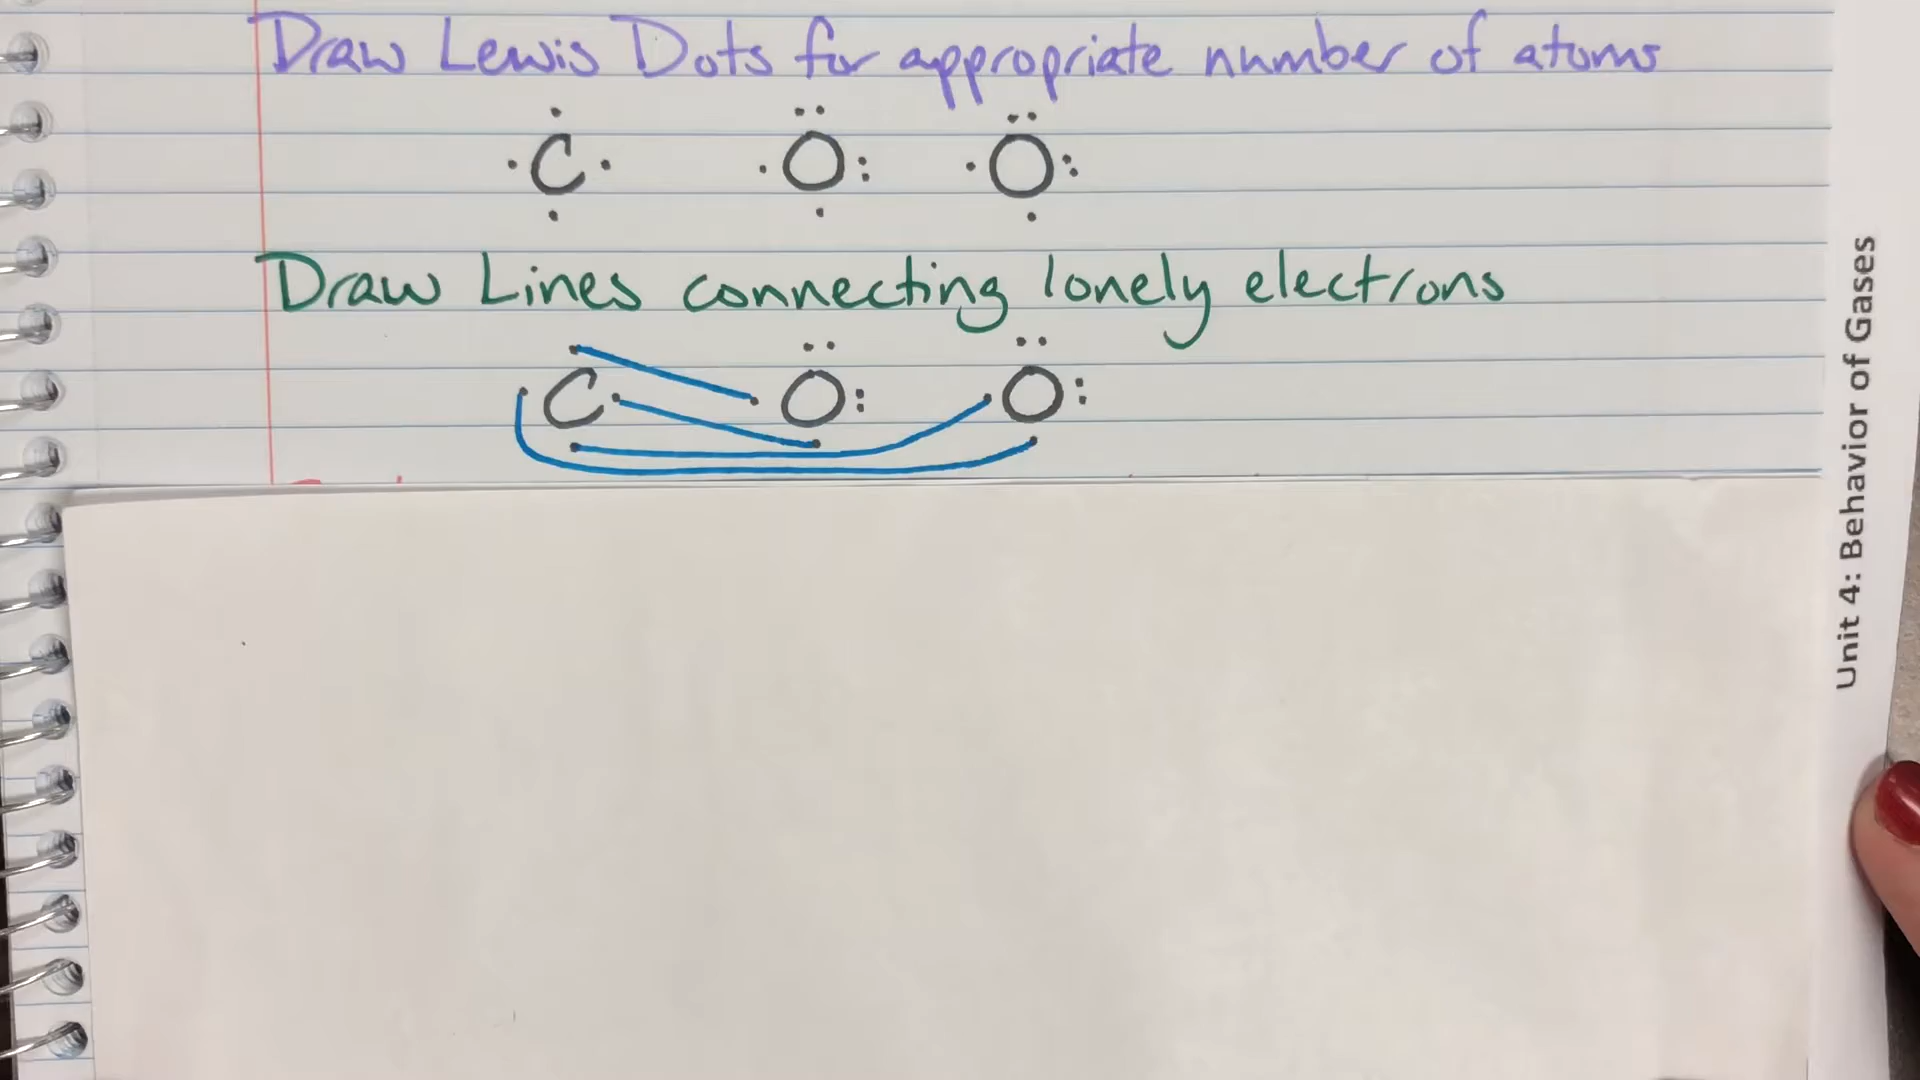 Draw Lewis Dots for appropriate number of atoms
C O O
Draw Lines connecting lonely electrons
C O O
Unit 4: Behavior of Gases